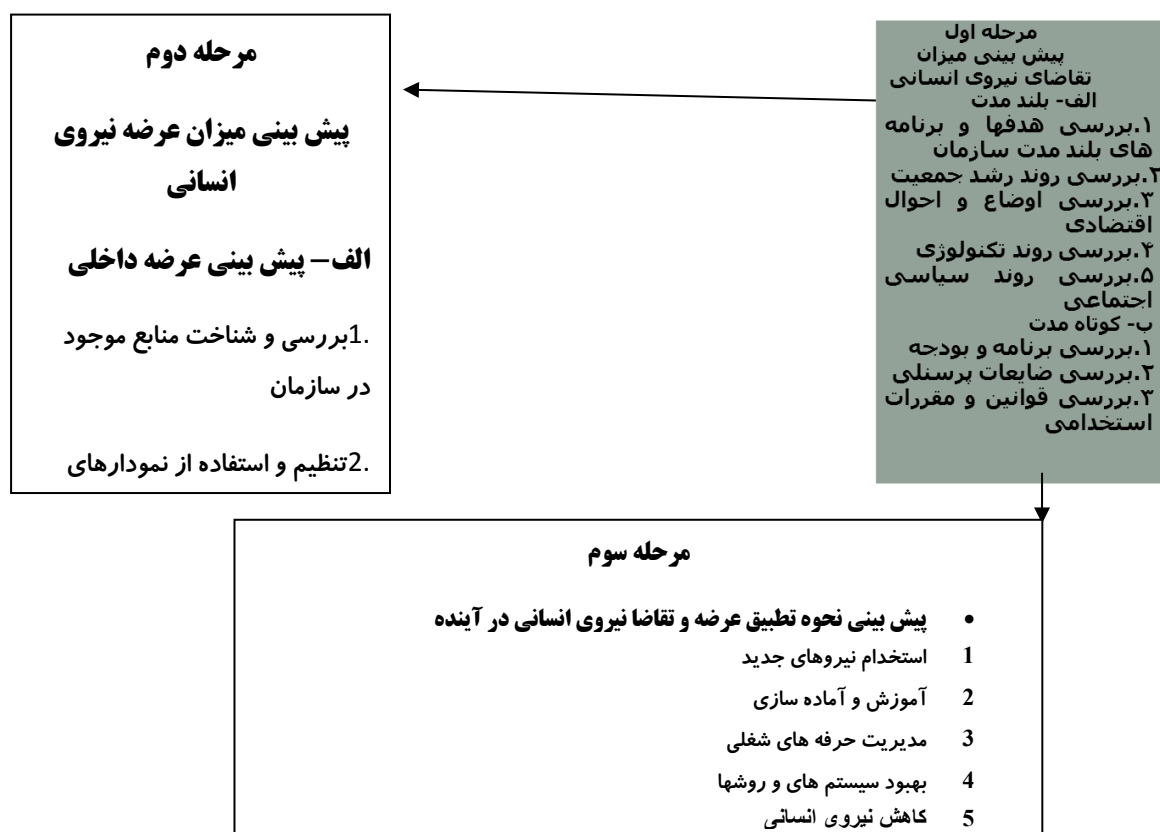 مرحله اول
پیش بینی میزان
تقاضای نیروی انسانی
الف- بلند مدت
۱.بررسی هدفها و برنامه
های بلند مدت سازمان
۲.بررسی روند رشد جمعیت
۳.بررسی اوضاع و احوال
اقتضادی
۴.بررسی روند تکنولوژی
۵.بررسی روند سیاسی
اجتماعی
ب- کوتاه مدت
۱.بررسی برنامه و بودجه
۲.بررسی ضایعات پرسنلی
۳.بررسی قوانین و مقررات
استخدامی
مرحله دوم
پیش بینی میزان عرضه نیروی
انسانی
الف– پیش بینی عرضه داخلی
1.بررسی و شناخت منابع موجود
در سازمان
2.تنظیم و استفاده از نمودارهای
مرحله سوم
• پیش بینی نحوه تطبیق عرضه و تقاضا نیروی انسانی در آینده
1 استخدام نیروهای جدید
2 آموزش و آماده سازی
3 مدیریت حرفه های شغلی
4 بهبود سیستم های و روشها
5 کاهش نیروی انسانی